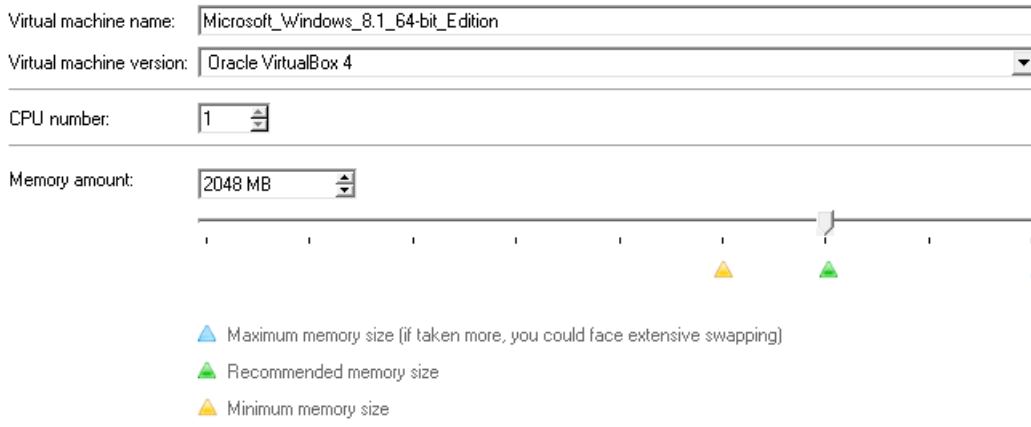 Virtual machine name: Microsoft_Windows_8.1_64-bit_Edition
Virtual machine version: Oracle VirtualBox 4
CPU number: 1
Memory amount: 2048 MB
Maximum memory size (if taken more, you could face extensive swapping)
Recommended memory size
Minimum memory size